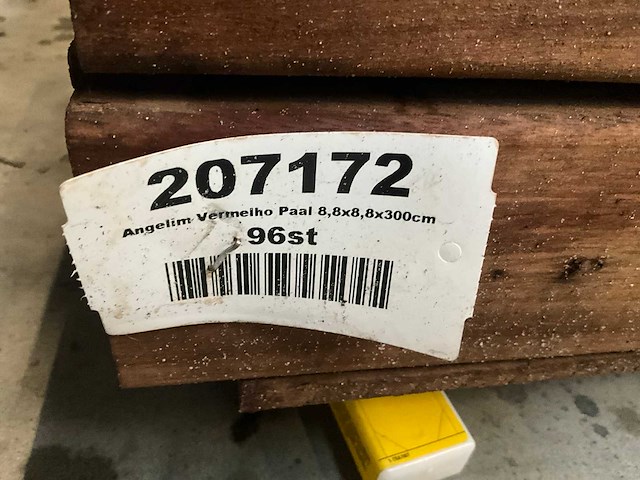 207172
Angelim Vermelho Paal 8,8x8,8x300cm
96st